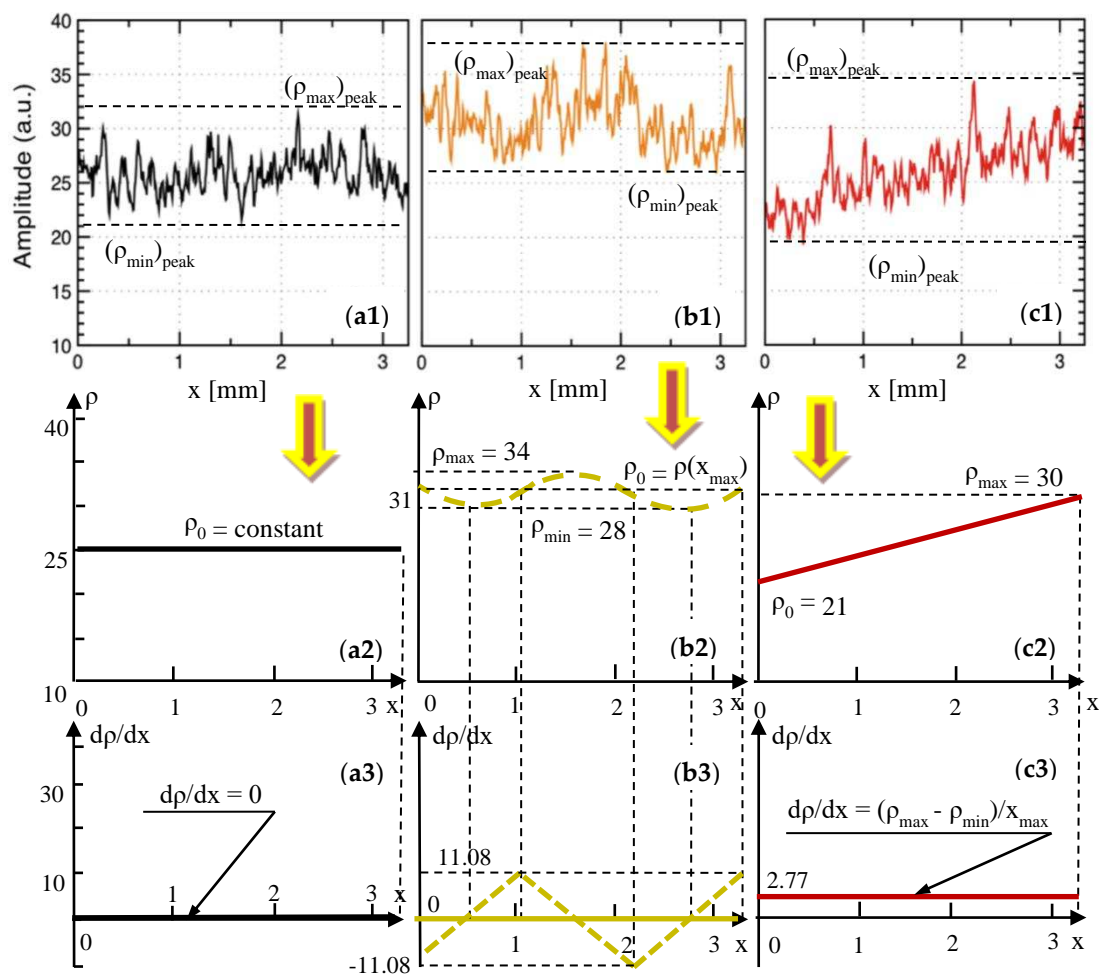 40
35
30
25
20
15
10
Amplitude (a.u.)
(ρmax)peak
(ρmin)peak
(a1)
0 1 2 3
x [mm]
(ρmax)peak
(ρmin)peak
(b1)
0 1 2 3
x [mm]
(ρmax)peak
(ρmin)peak
(c1)
0 1 2 3
x [mm]
ρ
40
25
10
ρ0 = constant
(a2)
0 1 2 3 x
ρ
31
ρmax = 34
ρ0 = ρ(xmax)
ρmin = 28
(b2)
0 1 2 3 x
ρ
ρmax = 30
ρ0 = 21
(c2)
0 1 2 3 x
dρ/dx
30
10
(a3)
dρ/dx = 0
1 2 3 x
0
dρ/dx
(b3)
11.08
0
1 2 3 x
-11.08
dρ/dx
(c3)
dρ/dx = (ρmax - ρmin)/xmax
2.77
0 1 2 3 x